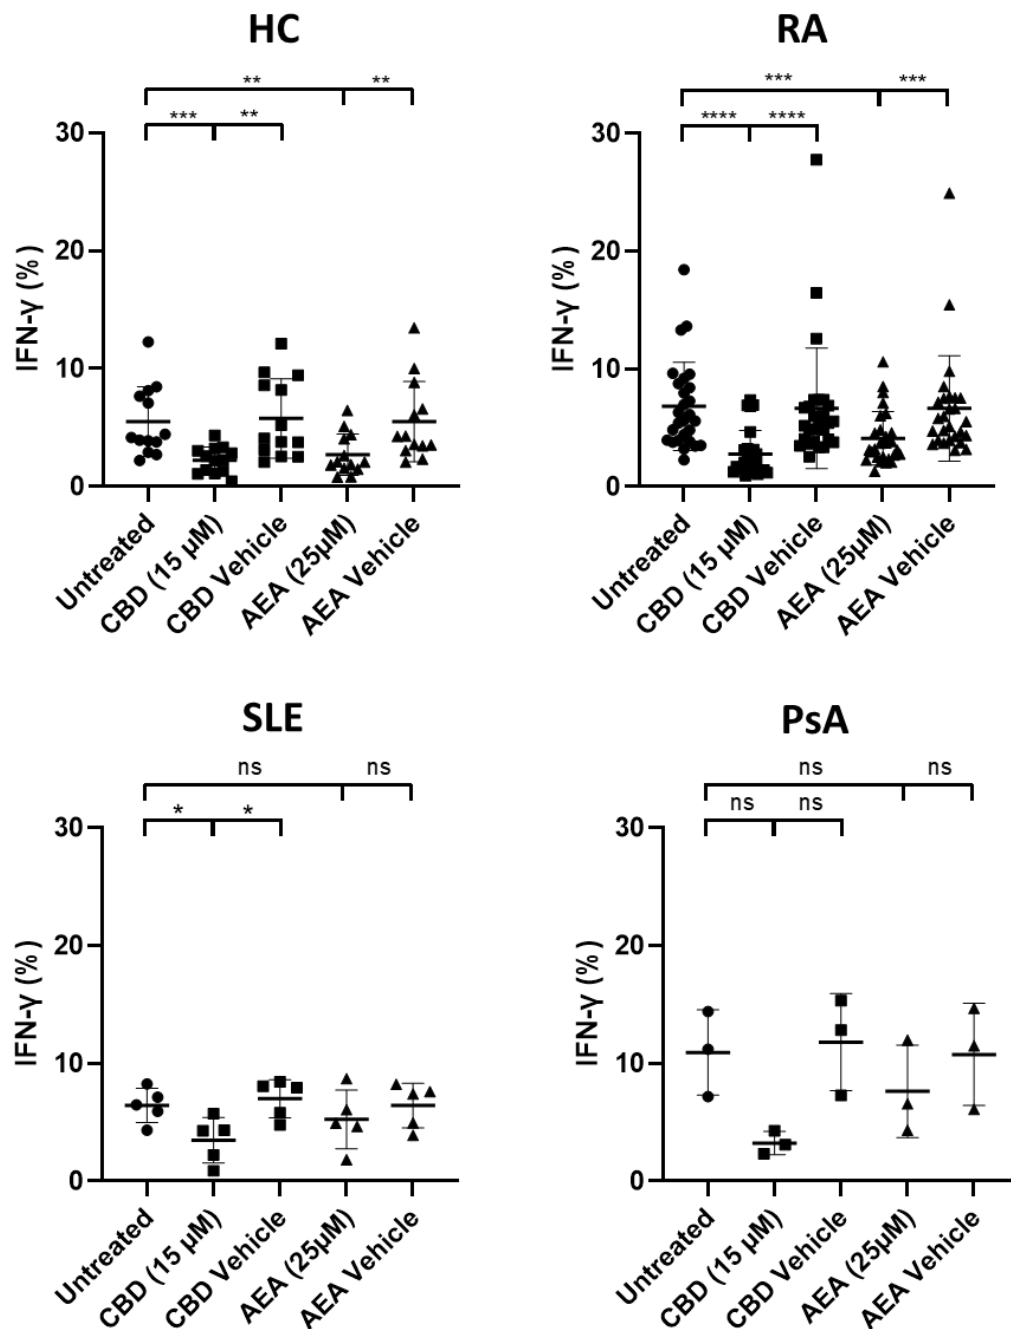 HC
** **
*** **
30
20
10
0
IFN-γ (%)
Untreated
CBD (15 µM)
CBD Vehicle
AEA (25µM)
AEA Vehicle
RA
*** ***
**** ****
30
20
10
0
IFN-γ (%)
Untreated
CBD (15 µM)
CBD Vehicle
AEA (25µM)
AEA Vehicle
SLE
ns ns
* *
30
20
10
0
IFN-γ (%)
Untreated
CBD (15 µM)
CBD Vehicle
AEA (25µM)
AEA Vehicle
PsA
ns ns
ns ns
30
20
10
0
IFN-γ (%)
Untreated
CBD (15 µM)
CBD Vehicle
AEA (25µM)
AEA Vehicle